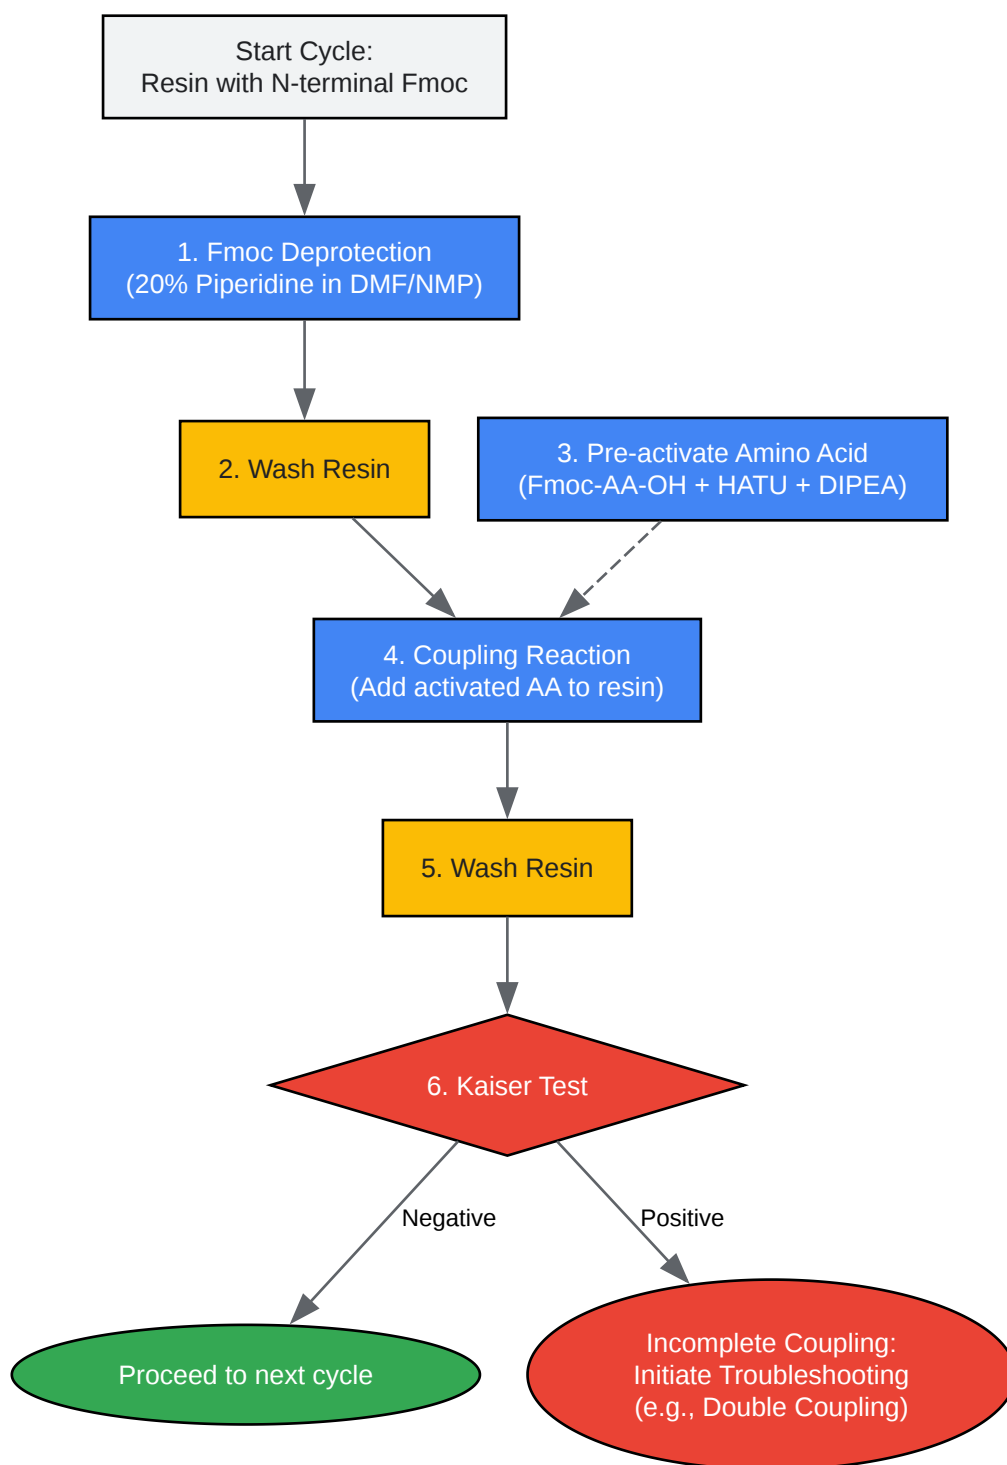 Start Cycle:
Resin with N-terminal Fmoc
1. Fmoc Deprotection
(20% Piperidine in DMF/NMP)
2. Wash Resin
3. Pre-activate Amino Acid
(Fmoc-AA-OH + HATU + DIPEA)
4. Coupling Reaction
(Add activated AA to resin)
5. Wash Resin
6. Kaiser Test
Negative
Positive
Proceed to next cycle
Incomplete Coupling:
Initiate Troubleshooting
(e.g., Double Coupling)